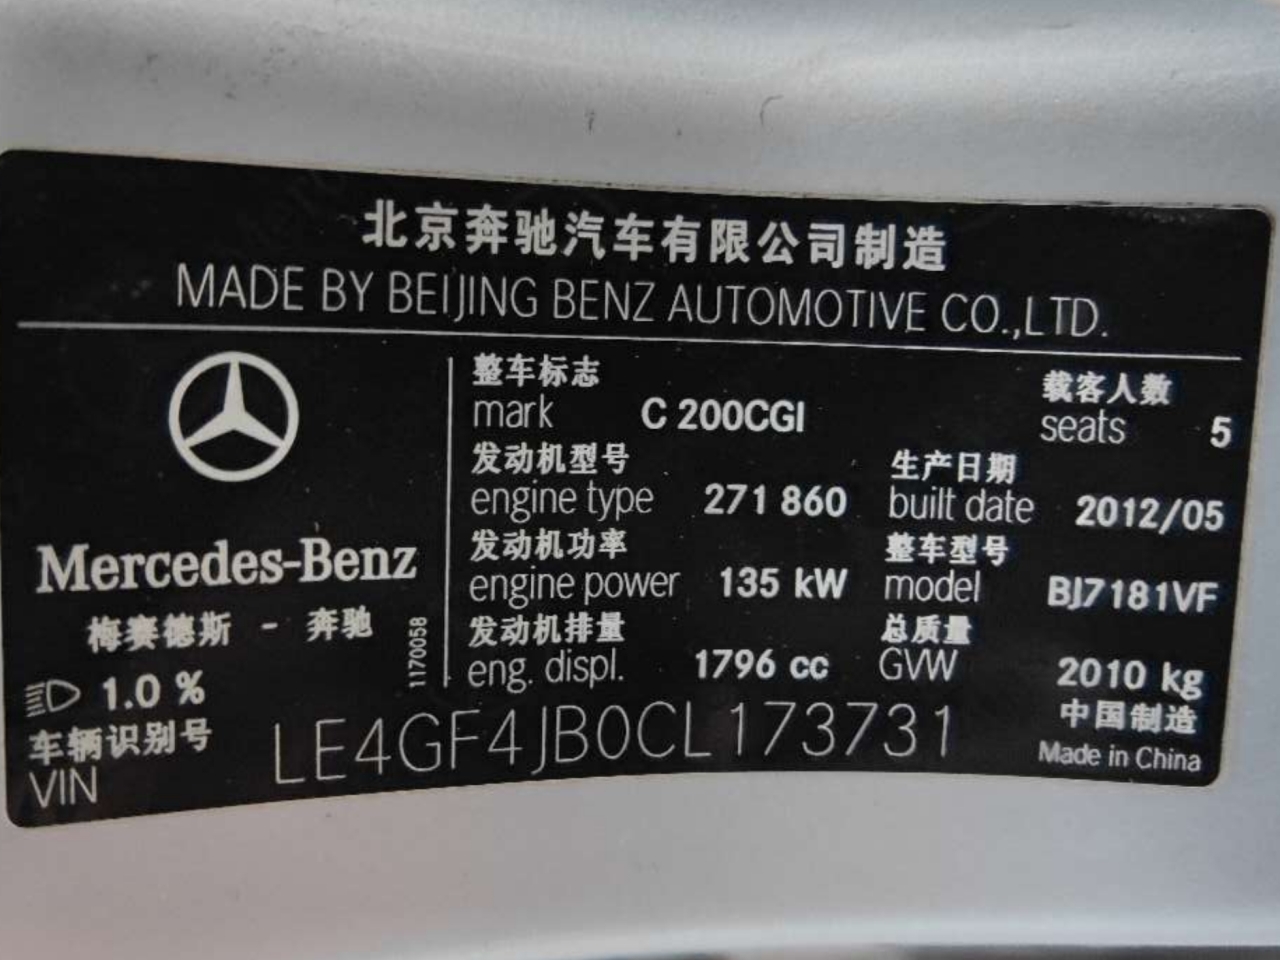 北京奔驰汽车有限公司制造
MADE BY BEIJING BENZ AUTOMOTIVE CO.,LTD.
Mercedes-Benz
梅赛德斯 - 奔驰
1.0 %
1170058
整车标志
mark C 200CGI
载客人数
seats 5
发动机型号
engine type 271 860
生产日期
built date 2012/05
发动机功率
engine power 135 kW
整车型号
model BJ7181VF
发动机排量
eng. displ. 1796 cc
总质量
GVW 2010 kg
车辆识别号
VIN LE4GF4JB0CL173731
中国制造
Made in China